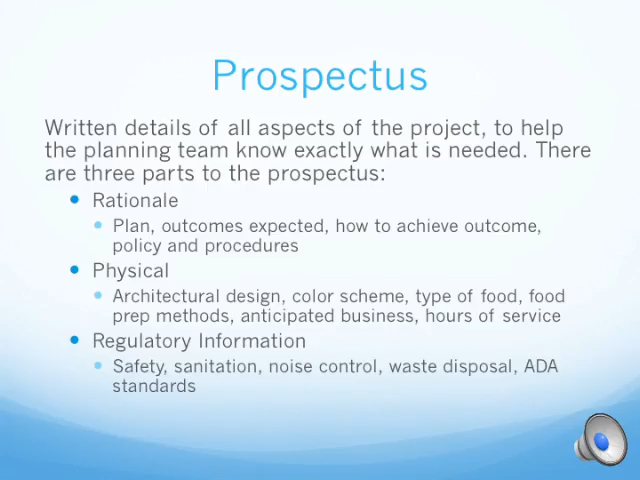 Prospectus
Written details of all aspects of the project, to help
the planning team know exactly what is needed. There
are three parts to the prospectus:
Rationale
Plan, outcomes expected, how to achieve outcome,
policy and procedures
Physical
Architectural design, color scheme, type of food, food
prep methods, anticipated business, hours of service
Regulatory Information
Safety, sanitation, noise control, waste disposal, ADA
standards